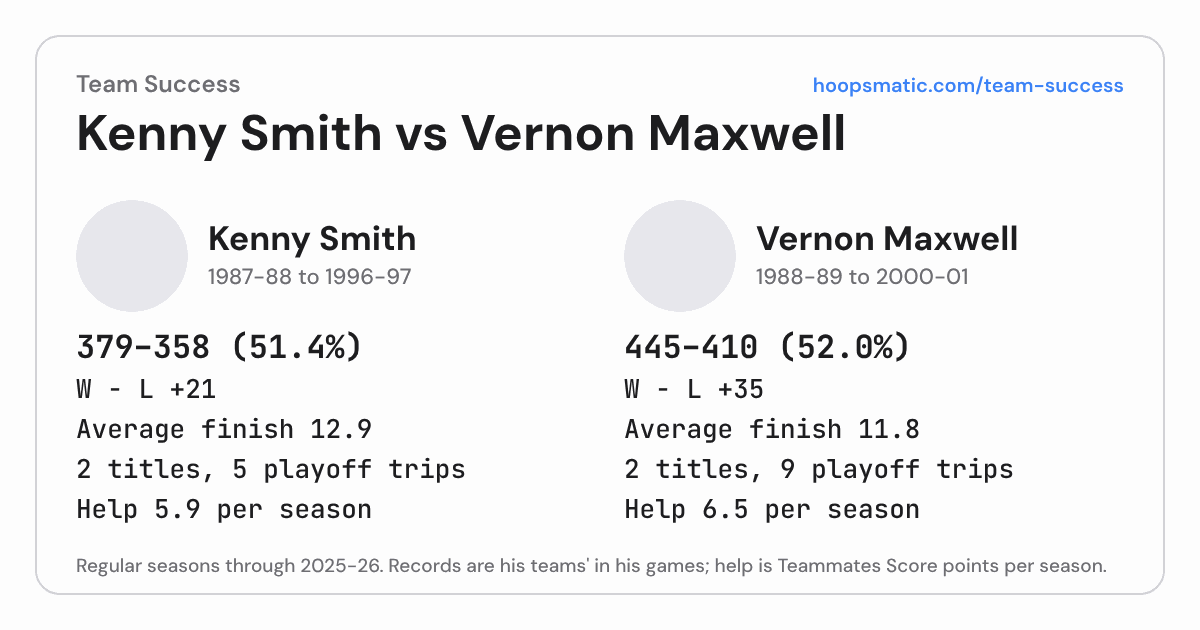 Team Success
hoopsmatic.com/team-success
Kenny Smith vs Vernon Maxwell
Kenny Smith
1987-88 to 1996-97
379-358 (51.4%)
W - L +21
Average finish 12.9
2 titles, 5 playoff trips
Help 5.9 per season
Vernon Maxwell
1988-89 to 2000-01
445-410 (52.0%)
W - L +35
Average finish 11.8
2 titles, 9 playoff trips
Help 6.5 per season
Regular seasons through 2025-26. Records are his teams' in his games; help is Teammates Score points per season.